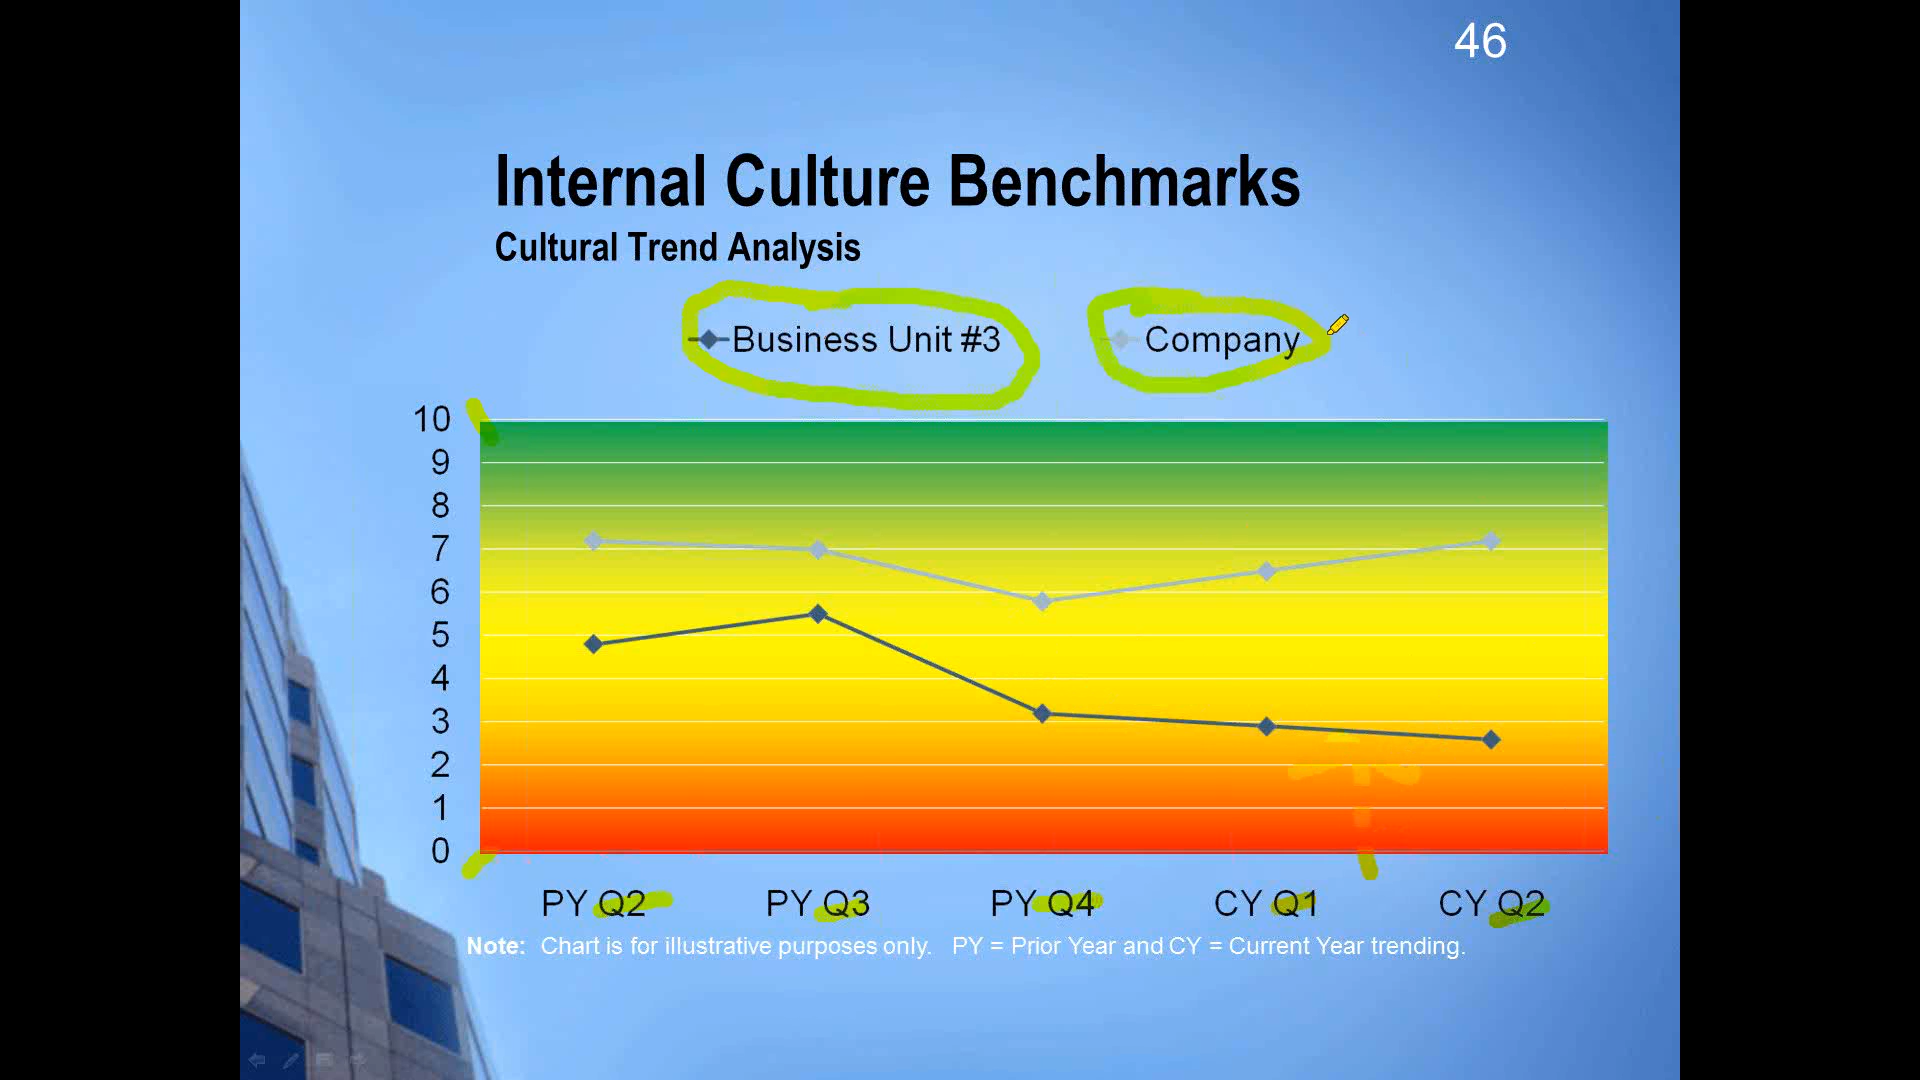 46
Internal Culture Benchmarks
Cultural Trend Analysis
Business Unit #3 Company
10
9
8
7
6
5
4
3
2
1
0
PY Q2 PY Q3 PY Q4 CY Q1 CY Q2
Note: Chart is for illustrative purposes only. PY = Prior Year and CY = Current Year trending.